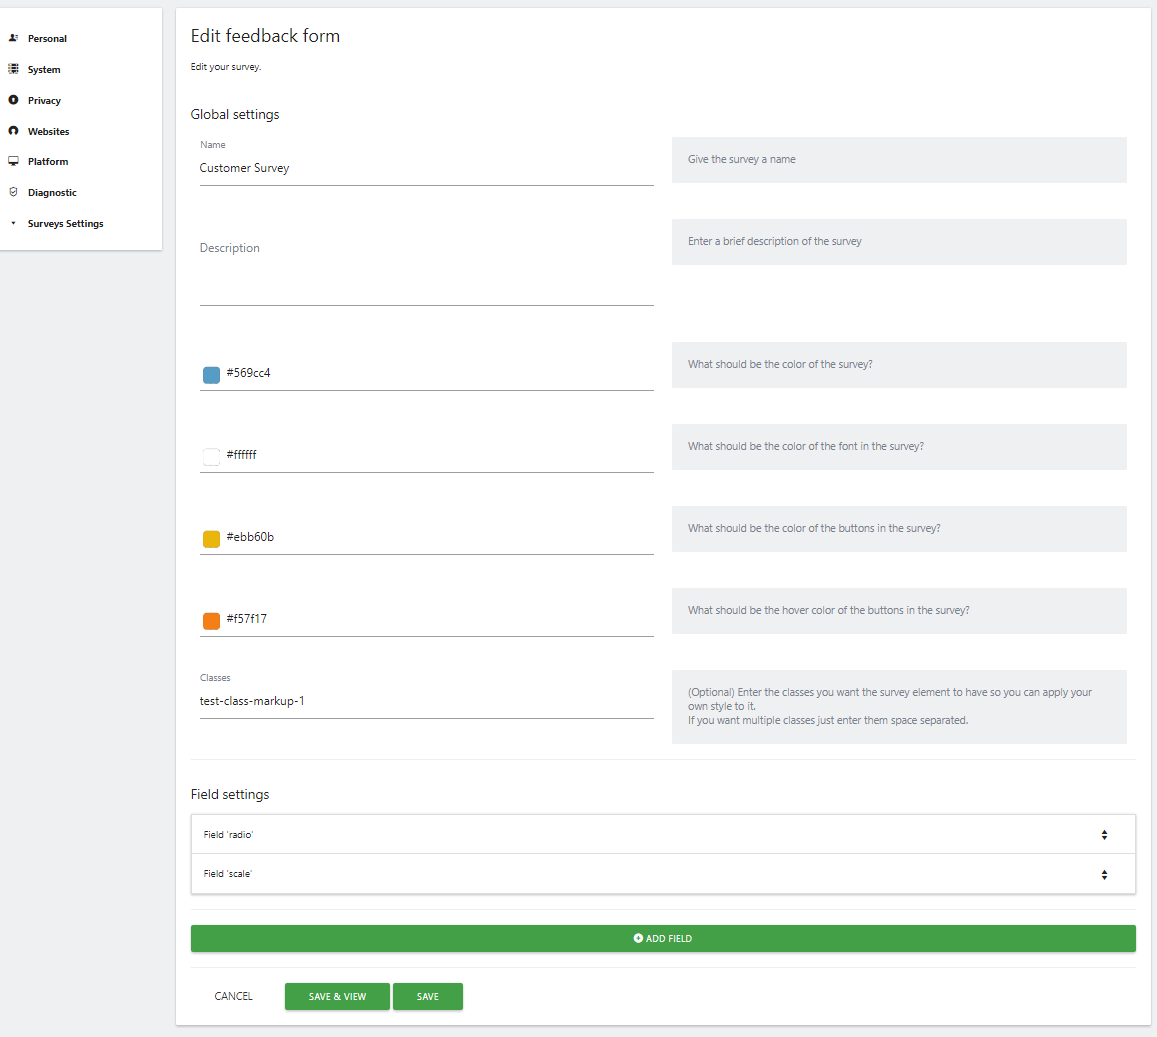 Personal
System
Privacy
Websites
Platform
Diagnostic
Surveys Settings
Edit feedback form
Edit your survey.
Global settings
Name
Customer Survey
Give the survey a name
Description
Enter a brief description of the survey
#569cc4
What should be the color of the survey?
#ffffff
What should be the color of the font in the survey?
#ebb60b
What should be the color of the buttons in the survey?
#f57f17
What should be the hover color of the buttons in the survey?
Classes
test-class-markup-1
(Optional) Enter the classes you want the survey element to have so you can apply your
own style to it.
If you want multiple classes just enter them space separated.
Field settings
Field 'radio'
Field 'scale'
ADD FIELD
CANCEL
SAVE & VIEW
SAVE